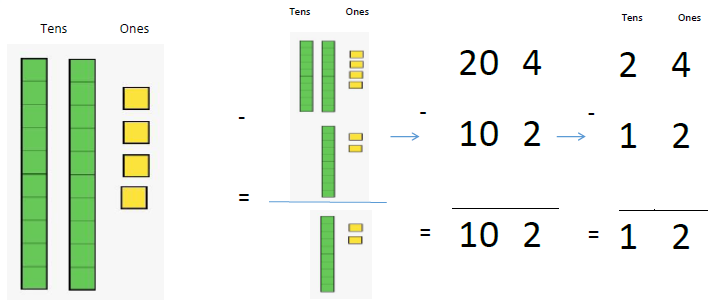 Tens Ones
Tens Ones
-
=
20 4
-
10 2
= 10 2
Tens Ones
2 4
-
1 2
= 1 2